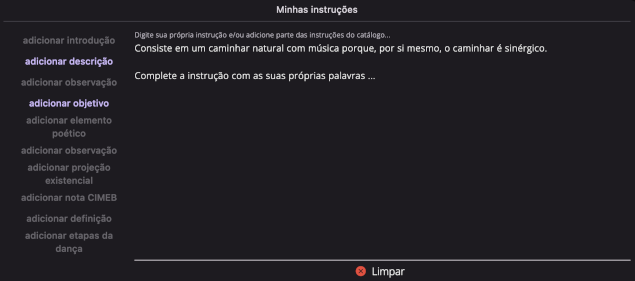 Minhas instruções
adicionar introdução
adicionar descrição
adicionar observação
adicionar objetivo
adicionar elemento
poético
adicionar observação
adicionar projeção
existencial
adicionar nota CIMEB
adicionar definição
adicionar etapas da
dança
Digite sua própria instrução e/ou adicione parte das instruções do catálogo...
Consiste em um caminhar natural com música porque, por si mesmo, o caminhar é sinérgico.
Complete a instrução com as suas próprias palavras ...
Limpar